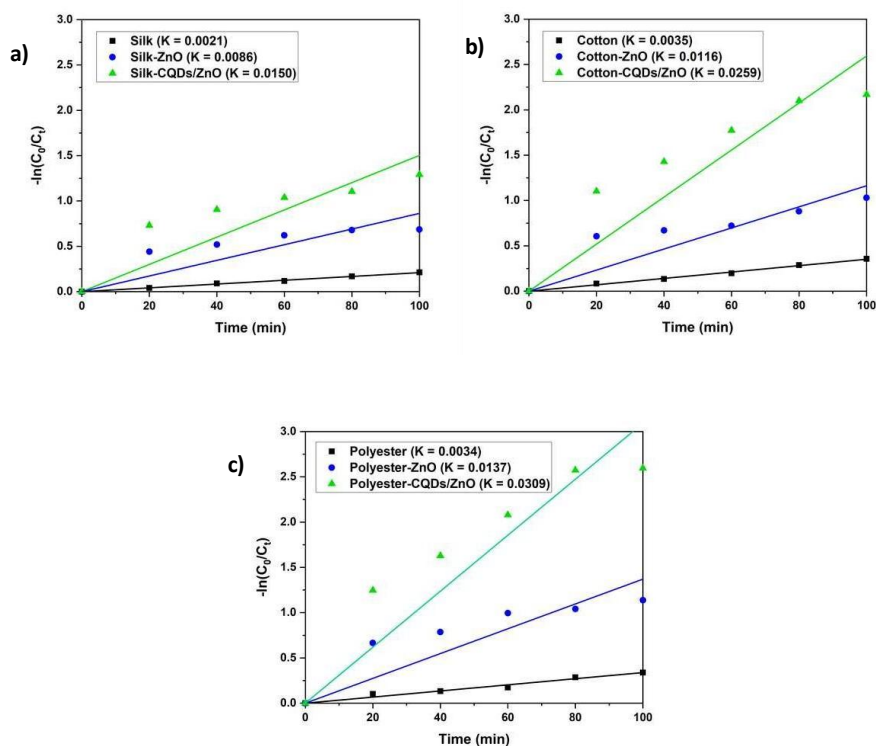 a)
3.0
2.5
2.0
1.5
1.0
0.5
0.0
-ln(C₀/Cₜ)
Silk (K = 0.0021)
Silk-ZnO (K = 0.0086)
Silk-CQDs/ZnO (K = 0.0150)
0 20 40 60 80 100
Time (min)
b)
3.0
2.5
2.0
1.5
1.0
0.5
0.0
-ln(C₀/Cₜ)
Cotton (K = 0.0035)
Cotton-ZnO (K = 0.0116)
Cotton-CQDs/ZnO (K = 0.0259)
0 20 40 60 80 100
Time (min)
c)
3.0
2.5
2.0
1.5
1.0
0.5
0.0
-ln(C₀/Cₜ)
Polyester (K = 0.0034)
Polyester-ZnO (K = 0.0137)
Polyester-CQDs/ZnO (K = 0.0309)
0 20 40 60 80 100
Time (min)